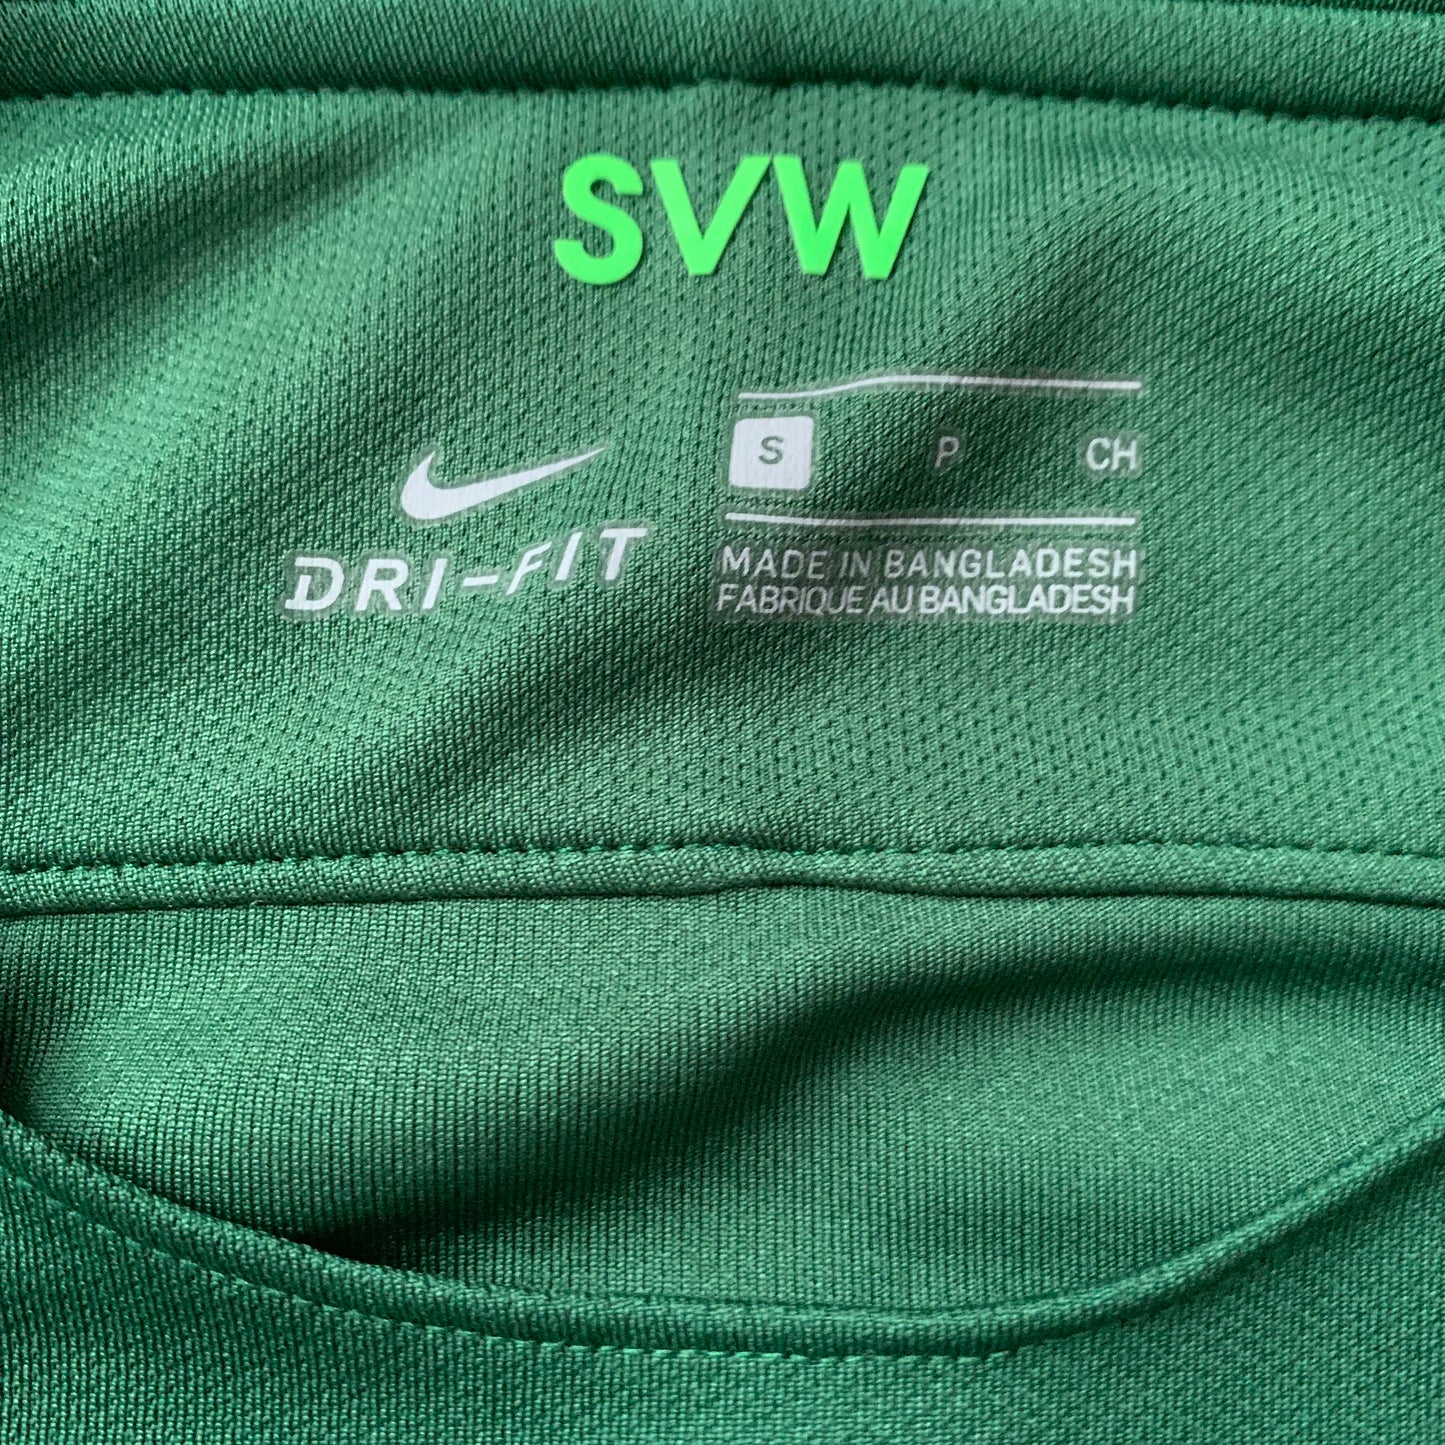 SVW
S P CH
DRI-FIT
MADE IN BANGLADESH
FABRIQUE AU BANGLADESH